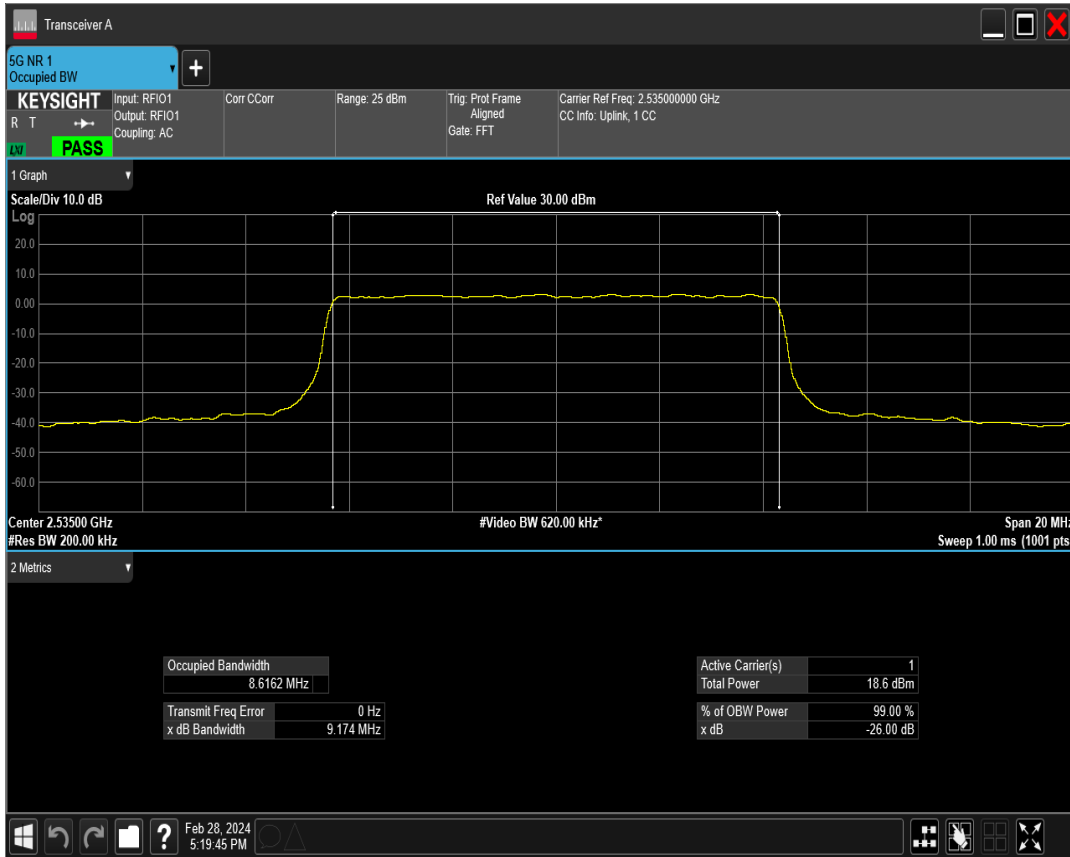 Transceiver A
5G NR 1
Occupied BW
KEYSIGHT
R T
LXI
PASS
Input: RFIO1
Output: RFIO1
Coupling: AC
Corr CCorr
Range: 25 dBm
Trig: Prot Frame
Aligned
Gate: FFT
Carrier Ref Freq: 2.535000000 GHz
CC Info: Uplink, 1 CC
1 Graph
Scale/Div 10.0 dB
Ref Value 30.00 dBm
Log
20.0
10.0
0.00
-10.0
-20.0
-30.0
-40.0
-50.0
-60.0
Center 2.53500 GHz
#Video BW 620.00 kHz*
Span 20 MHz
#Res BW 200.00 kHz
Sweep 1.00 ms (1001 pts
2 Metrics
Occupied Bandwidth
8.6162 MHz
Transmit Freq Error 0 Hz
x dB Bandwidth 9.174 MHz
Active Carrier(s) 1
Total Power 18.6 dBm
% of OBW Power 99.00 %
x dB -26.00 dB
?
Feb 28, 2024
5:19:45 PM